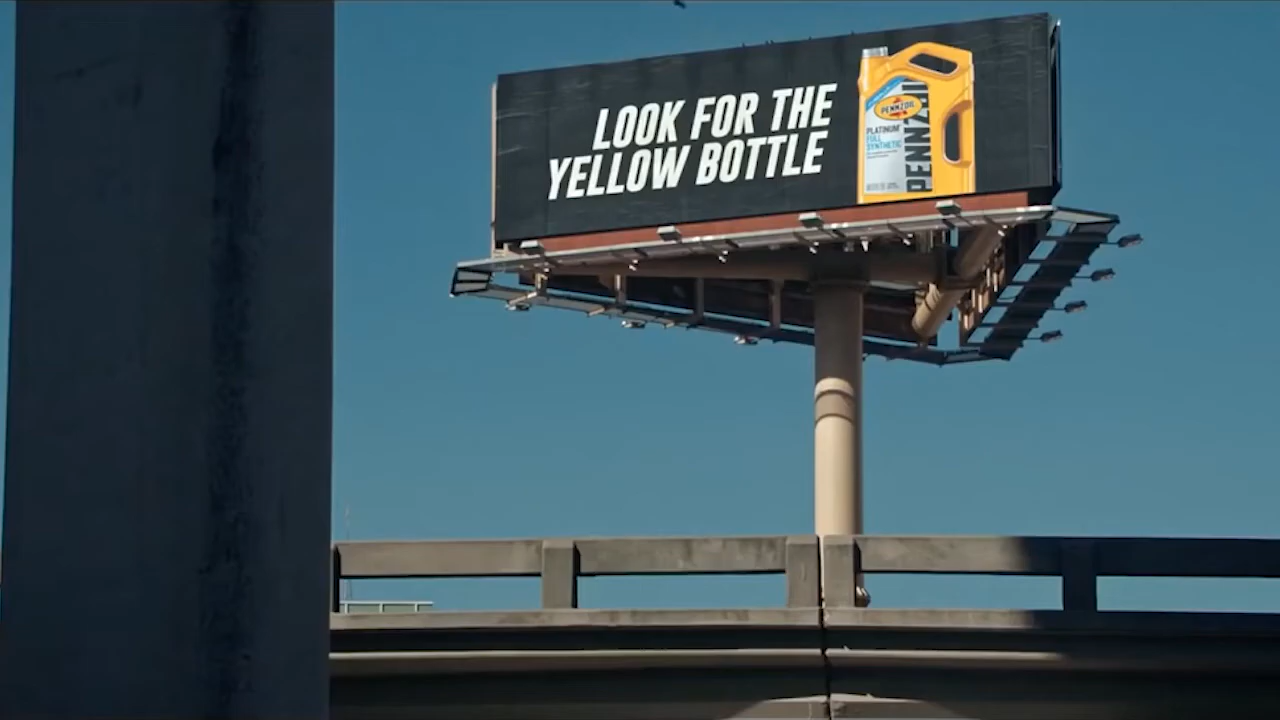 LOOK FOR THE
YELLOW BOTTLE
PENNZOIL
PLATINUM
FULL
SYNTHETIC
PENNZOIL